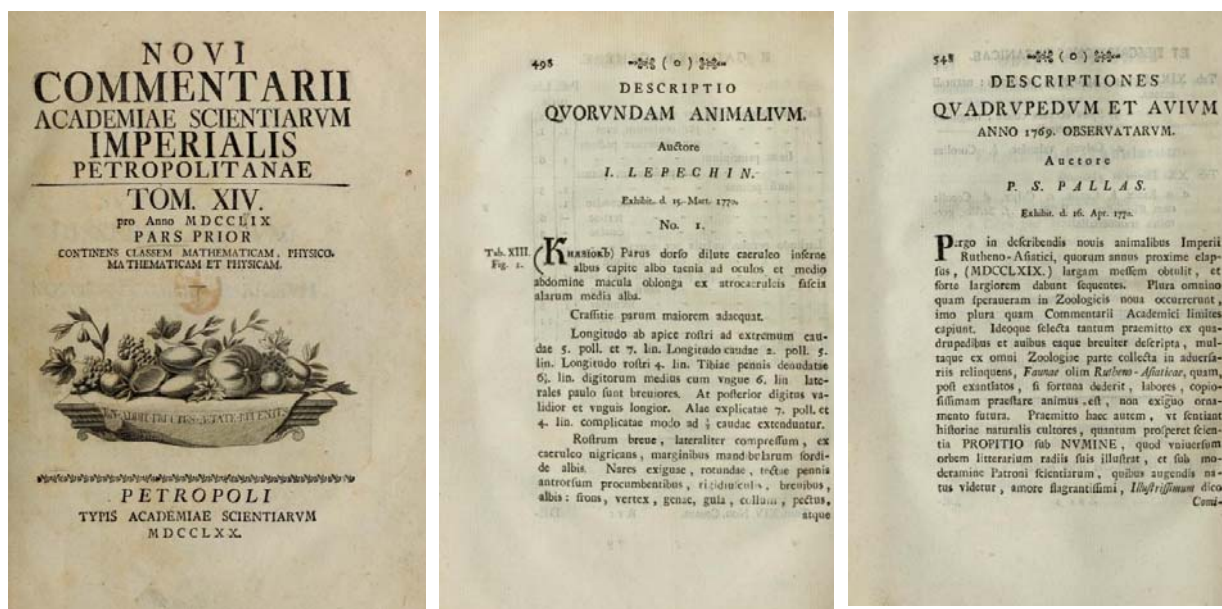 NOVI
COMMENTARII
ACADEMIAE SCIENTIARVM
IMPERIALIS
PETROPOLITANAE
TOM. XIV.
pro Anno MDCCLIX
PARS PRIOR
CONTINENS CLASSEM MATHEMATICAM, PHYSICO-
MATHEMATICAM ET PHYSICAM.
PETROPOLI
TYPIS ACADEMIAE SCIENTIARVM
MDCCLXX.
498 ( o )
DESCRIPTIO
QVORVNDAM ANIMALIVM.
Auctore
I. LEPECHIN.
Exhibit. d. 15. Mart. 1770.
No. 1.
Tab. XIII. (Князіокъ) Parus dorſo dilute caeruleo inferne
Fig. 1. albus capite albo taenia ad oculos et medio
abdomine macula oblonga ex atrocaeruleis faſcia
alarum media alba.
Craſſitie parum maiorem adaequat.
Longitudo ab apice roſtri ad extremum cau-
dae 5. poll. et 7. lin. Longitudo caudae 2. poll. 5.
lin. Longitudo roſtri 4. lin. Tibiae pennis denudatae
6½. lin. digitorum medius cum vngue 6. lin late-
rales paulo ſunt breuiores. At poſterior digitus va-
lidior et vnguis longior. Alae explicatae 7. poll. et
4. lin. complicatae modo ad caudae extenduntur.
Roſtrum breue, lateraliter compreſſum, ex
caeruleo nigricans, marginibus mandibularum ſordi-
de albis. Nares exiguae, rotundae, tectae pennis
antrorſum procumbentibus, rigidiuſculis, breuibus,
albis: frons, vertex, genae, gula, collum, pectus,
atque
548 ( o )
DESCRIPTIONES
QVADRVPEDVM ET AVIVM
ANNO 1769. OBSERVATARVM.
Auctore
P. S. PALLAS.
Exhibit. d. 16. Apr. 1770.
Pergo in deſcribendis nouis animalibus Imperii
Rutheno-Aſiatici, quorum annus proxime elap-
ſus, (MDCCLXIX.) largam meſſem obtulit, et
forte largiorem dabunt ſequentes. Plura omnino
quam ſperaueram in Zoologicis noua occurrerunt,
imo plura quam Commentarii Academici limites
capiunt. Ideoque ſelecta tantum praemitto ex qua-
drupedibus et auibus eaque breuiter deſcripta, mul-
taque ex omni Zoologiae parte collecta in aduerſa-
riis relinquens, Faunae olim Rutheno-Aſiaticae, quam,
poſt exantlatos, ſi fortuna dederit, labores, copio-
ſiſſimam praeſtare animus eſt, non exiguo orna-
mento futura. Praemitto haec autem, vt ſentiant
hiſtoriae naturalis cultores, quantum proſperet ſcien-
tia PROPITIO ſub NVMINE, quod vniuerſum
orbem litterarium radiis ſuis illuſtrat, et ſub mo-
deramine Patroni ſcientiarum, quibus augendis na-
tus videtur, amore flagrantiſſimi, Illuſtriſſimum dico
Comi-